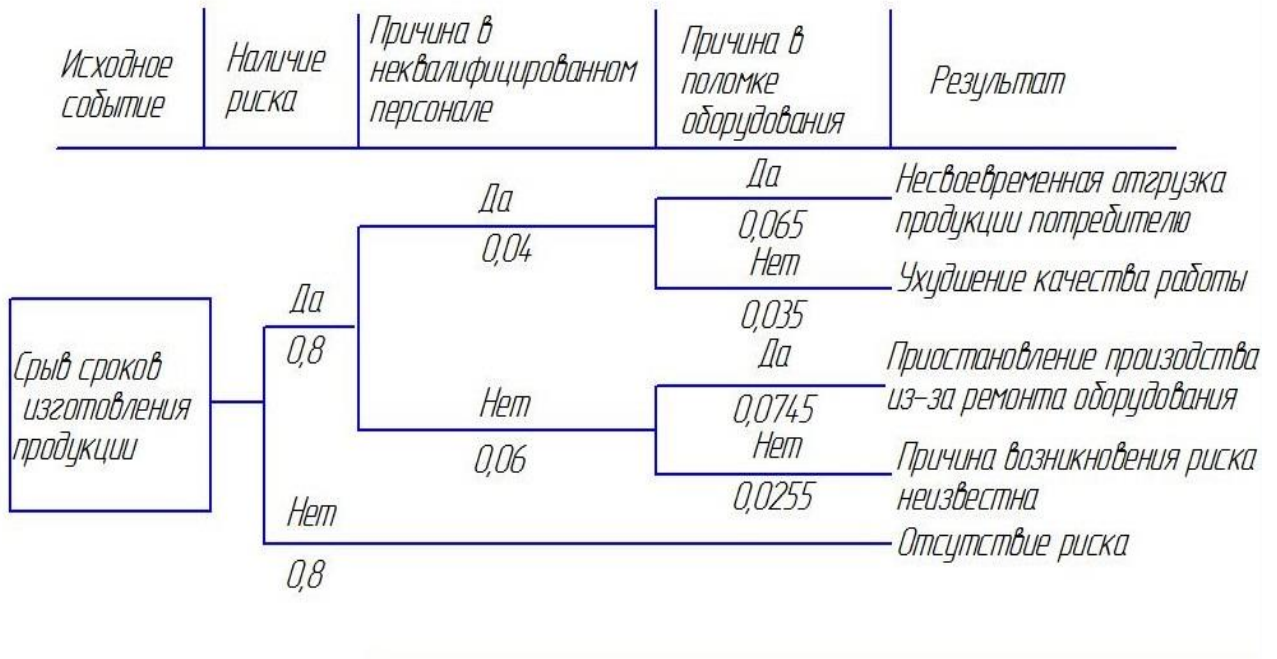 Исходное
событие
Наличие
риска
Причина в
неквалифицированном
персонале
Причина в
поломке
оборудования
Результат
Срыв сроков
изготовления
продукции
Да
0,8
Нет
0,8
Да
0,04
Нет
0,06
Да
0,065
Нет
0,035
Да
0,0745
Нет
0,0255
Несвоевременная отгрузка
продукции потребителю
Ухудшение качества работы
Приостановление произодства
из-за ремонта оборудования
Причина возникновения риска
неизвестна
Отсутствие риска